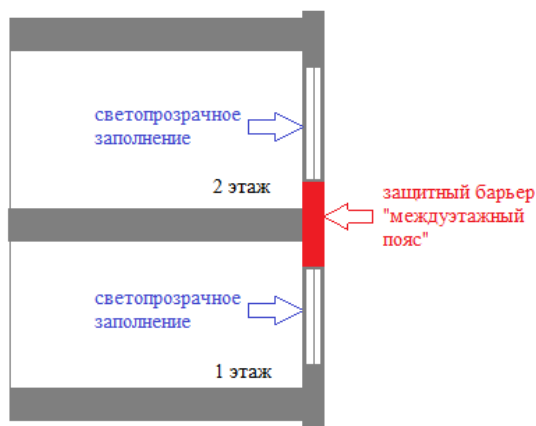 светопрозрачное
заполнение
2 этаж
защитный барьер
"междуэтажный
пояс"
светопрозрачное
заполнение
1 этаж